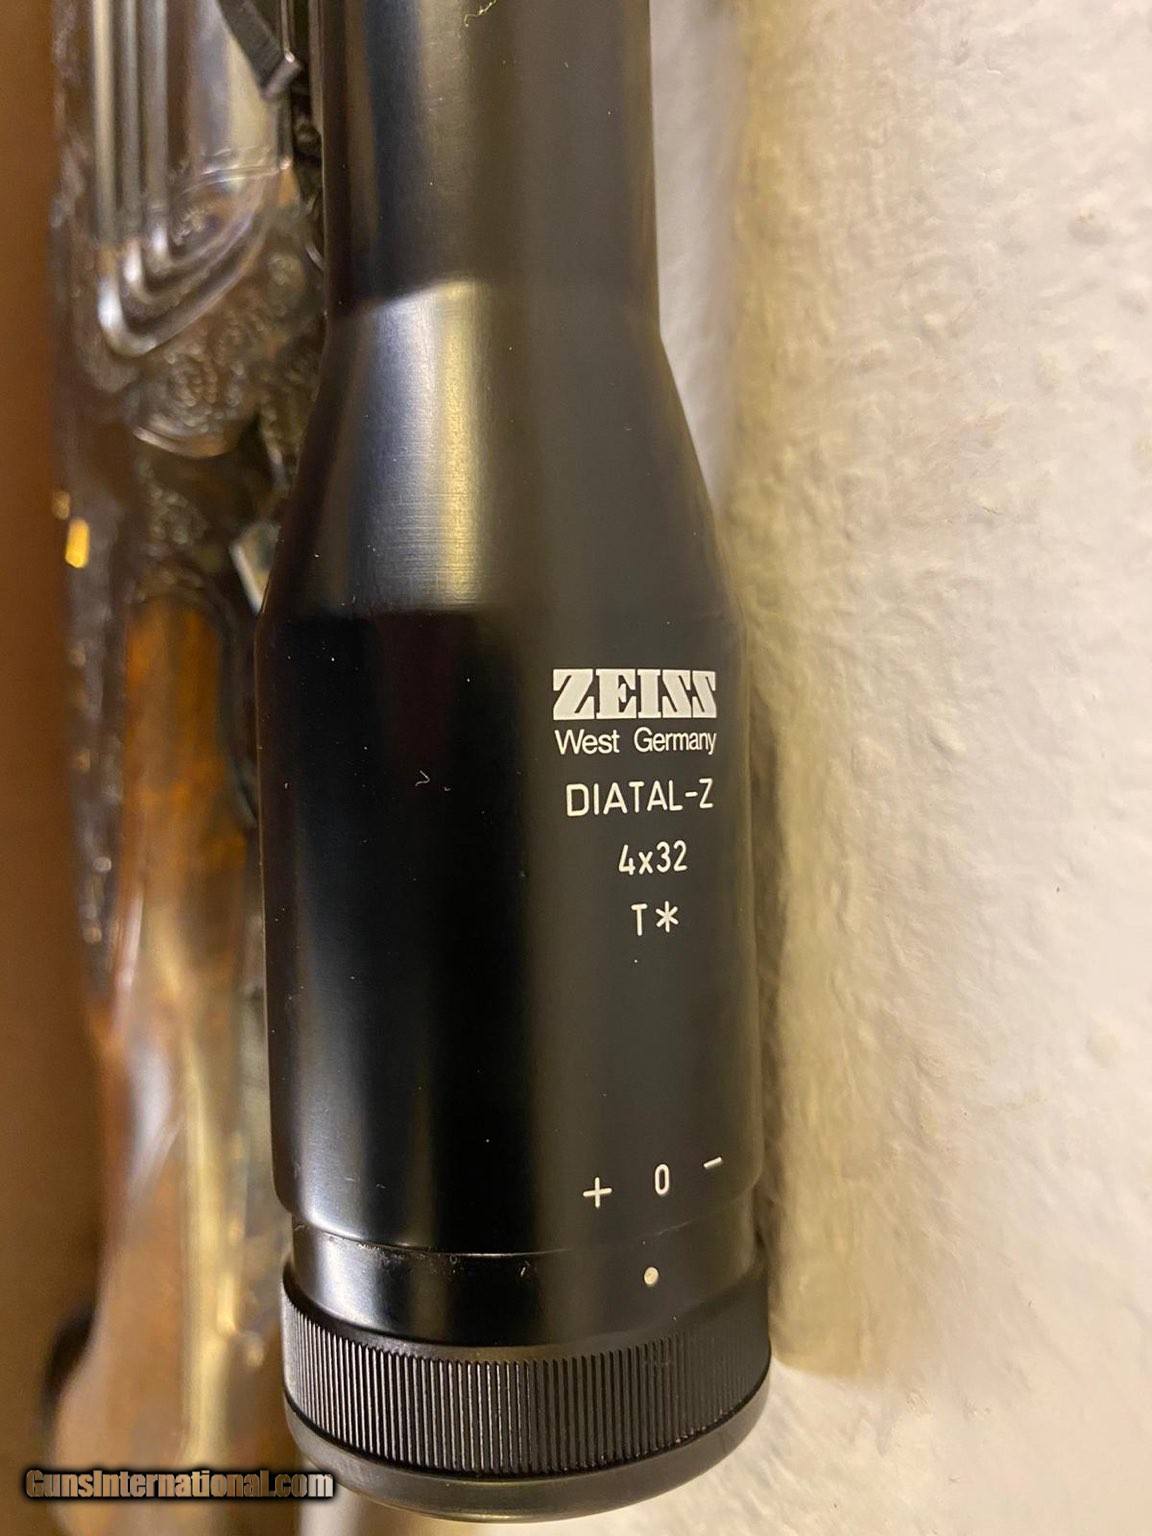 ZEISS
West Germany
DIATAL-Z
4x32
T*
+ 0 -
GunsInternational.com